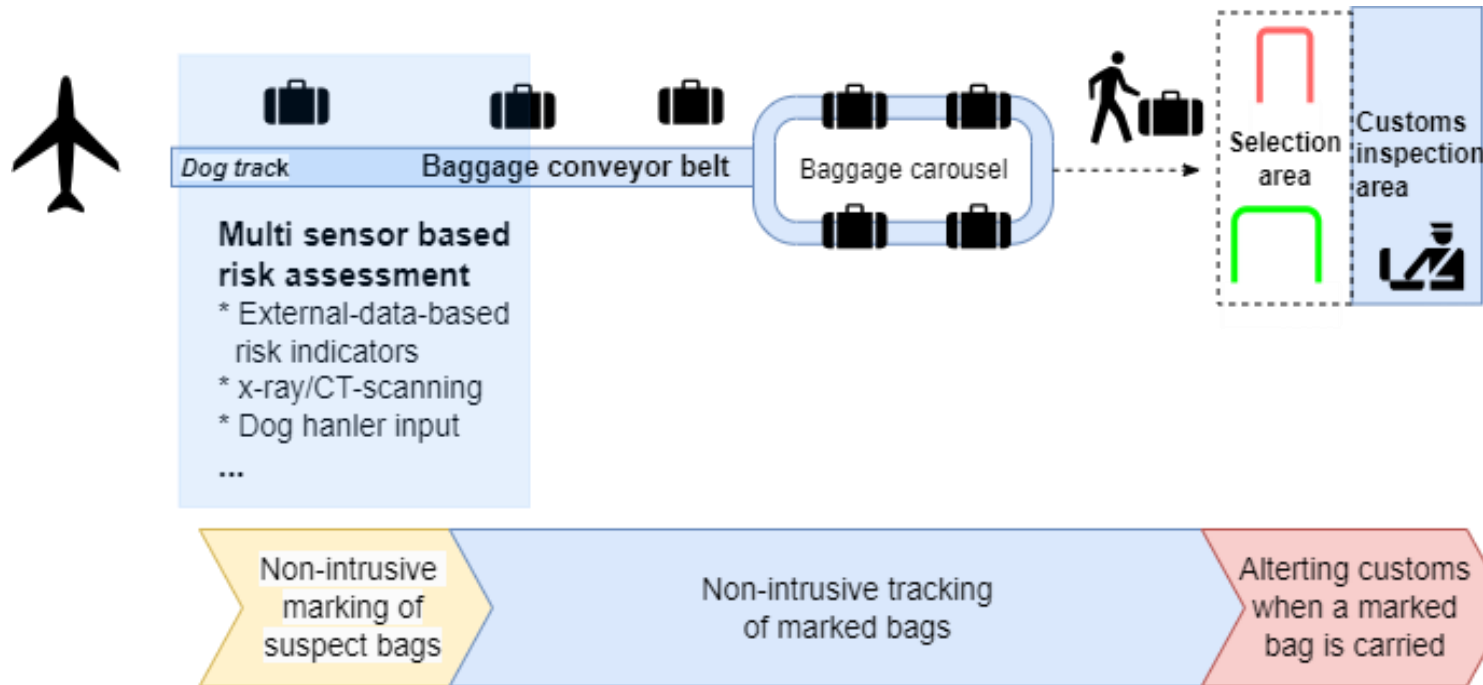 Dog track
Baggage conveyor belt
Baggage carousel
Selection
area
Customs
inspection
area
Multi sensor based
risk assessment
* External-data-based
risk indicators
* x-ray/CT-scanning
* Dog hanler input
...
Non-intrusive
marking of
suspect bags
Non-intrusive tracking
of marked bags
Alterting customs
when a marked
bag is carried